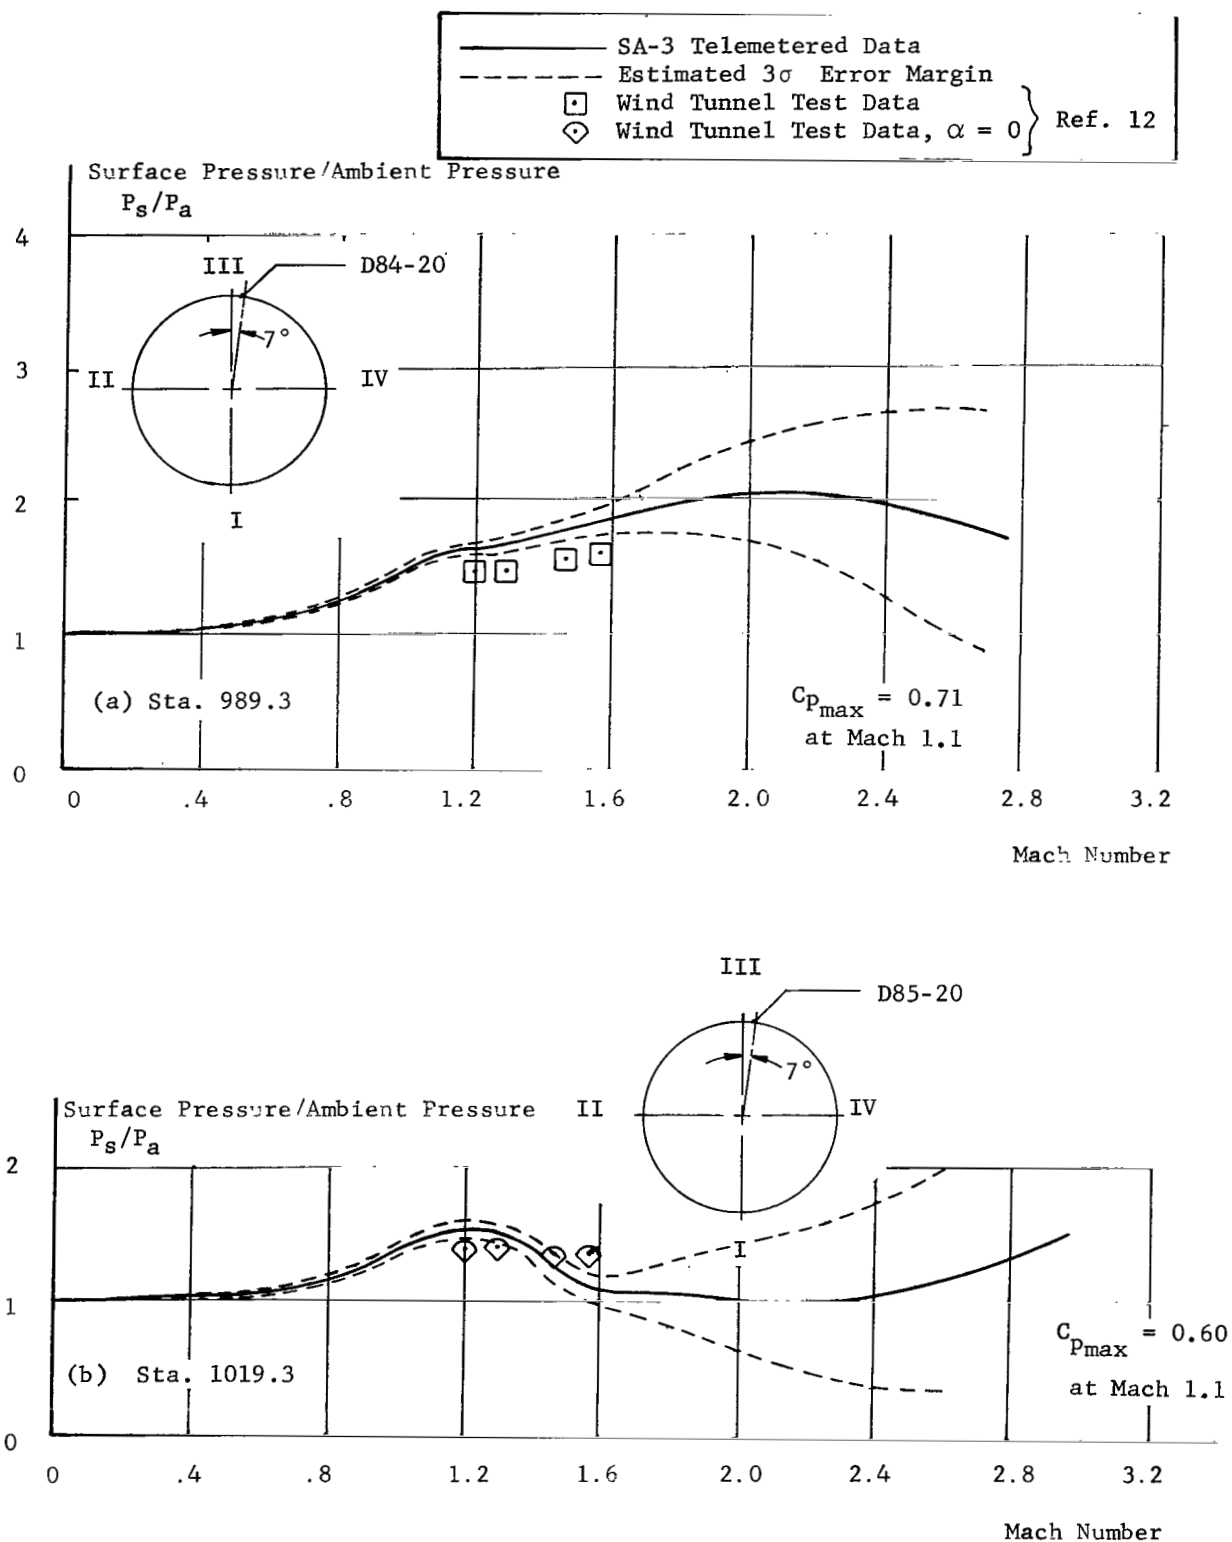 SA-3 Telemetered Data
Estimated 3σ Error Margin
Wind Tunnel Test Data
Wind Tunnel Test Data, α = 0
Ref. 12
Surface Pressure/Ambient Pressure
Ps/Pa
4
III
D84-20
7°
3
II
IV
2
I
1
(a) Sta. 989.3
CPmax = 0.71
at Mach 1.1
0
0 .4 .8 1.2 1.6 2.0 2.4 2.8 3.2
Mach Number
III
D85-20
7°
Surface Pressure/Ambient Pressure
II
IV
Ps/Pa
2
I
1
CPmax = 0.60
(b) Sta. 1019.3
at Mach 1.1
0
0 .4 .8 1.2 1.6 2.0 2.4 2.8 3.2
Mach Number